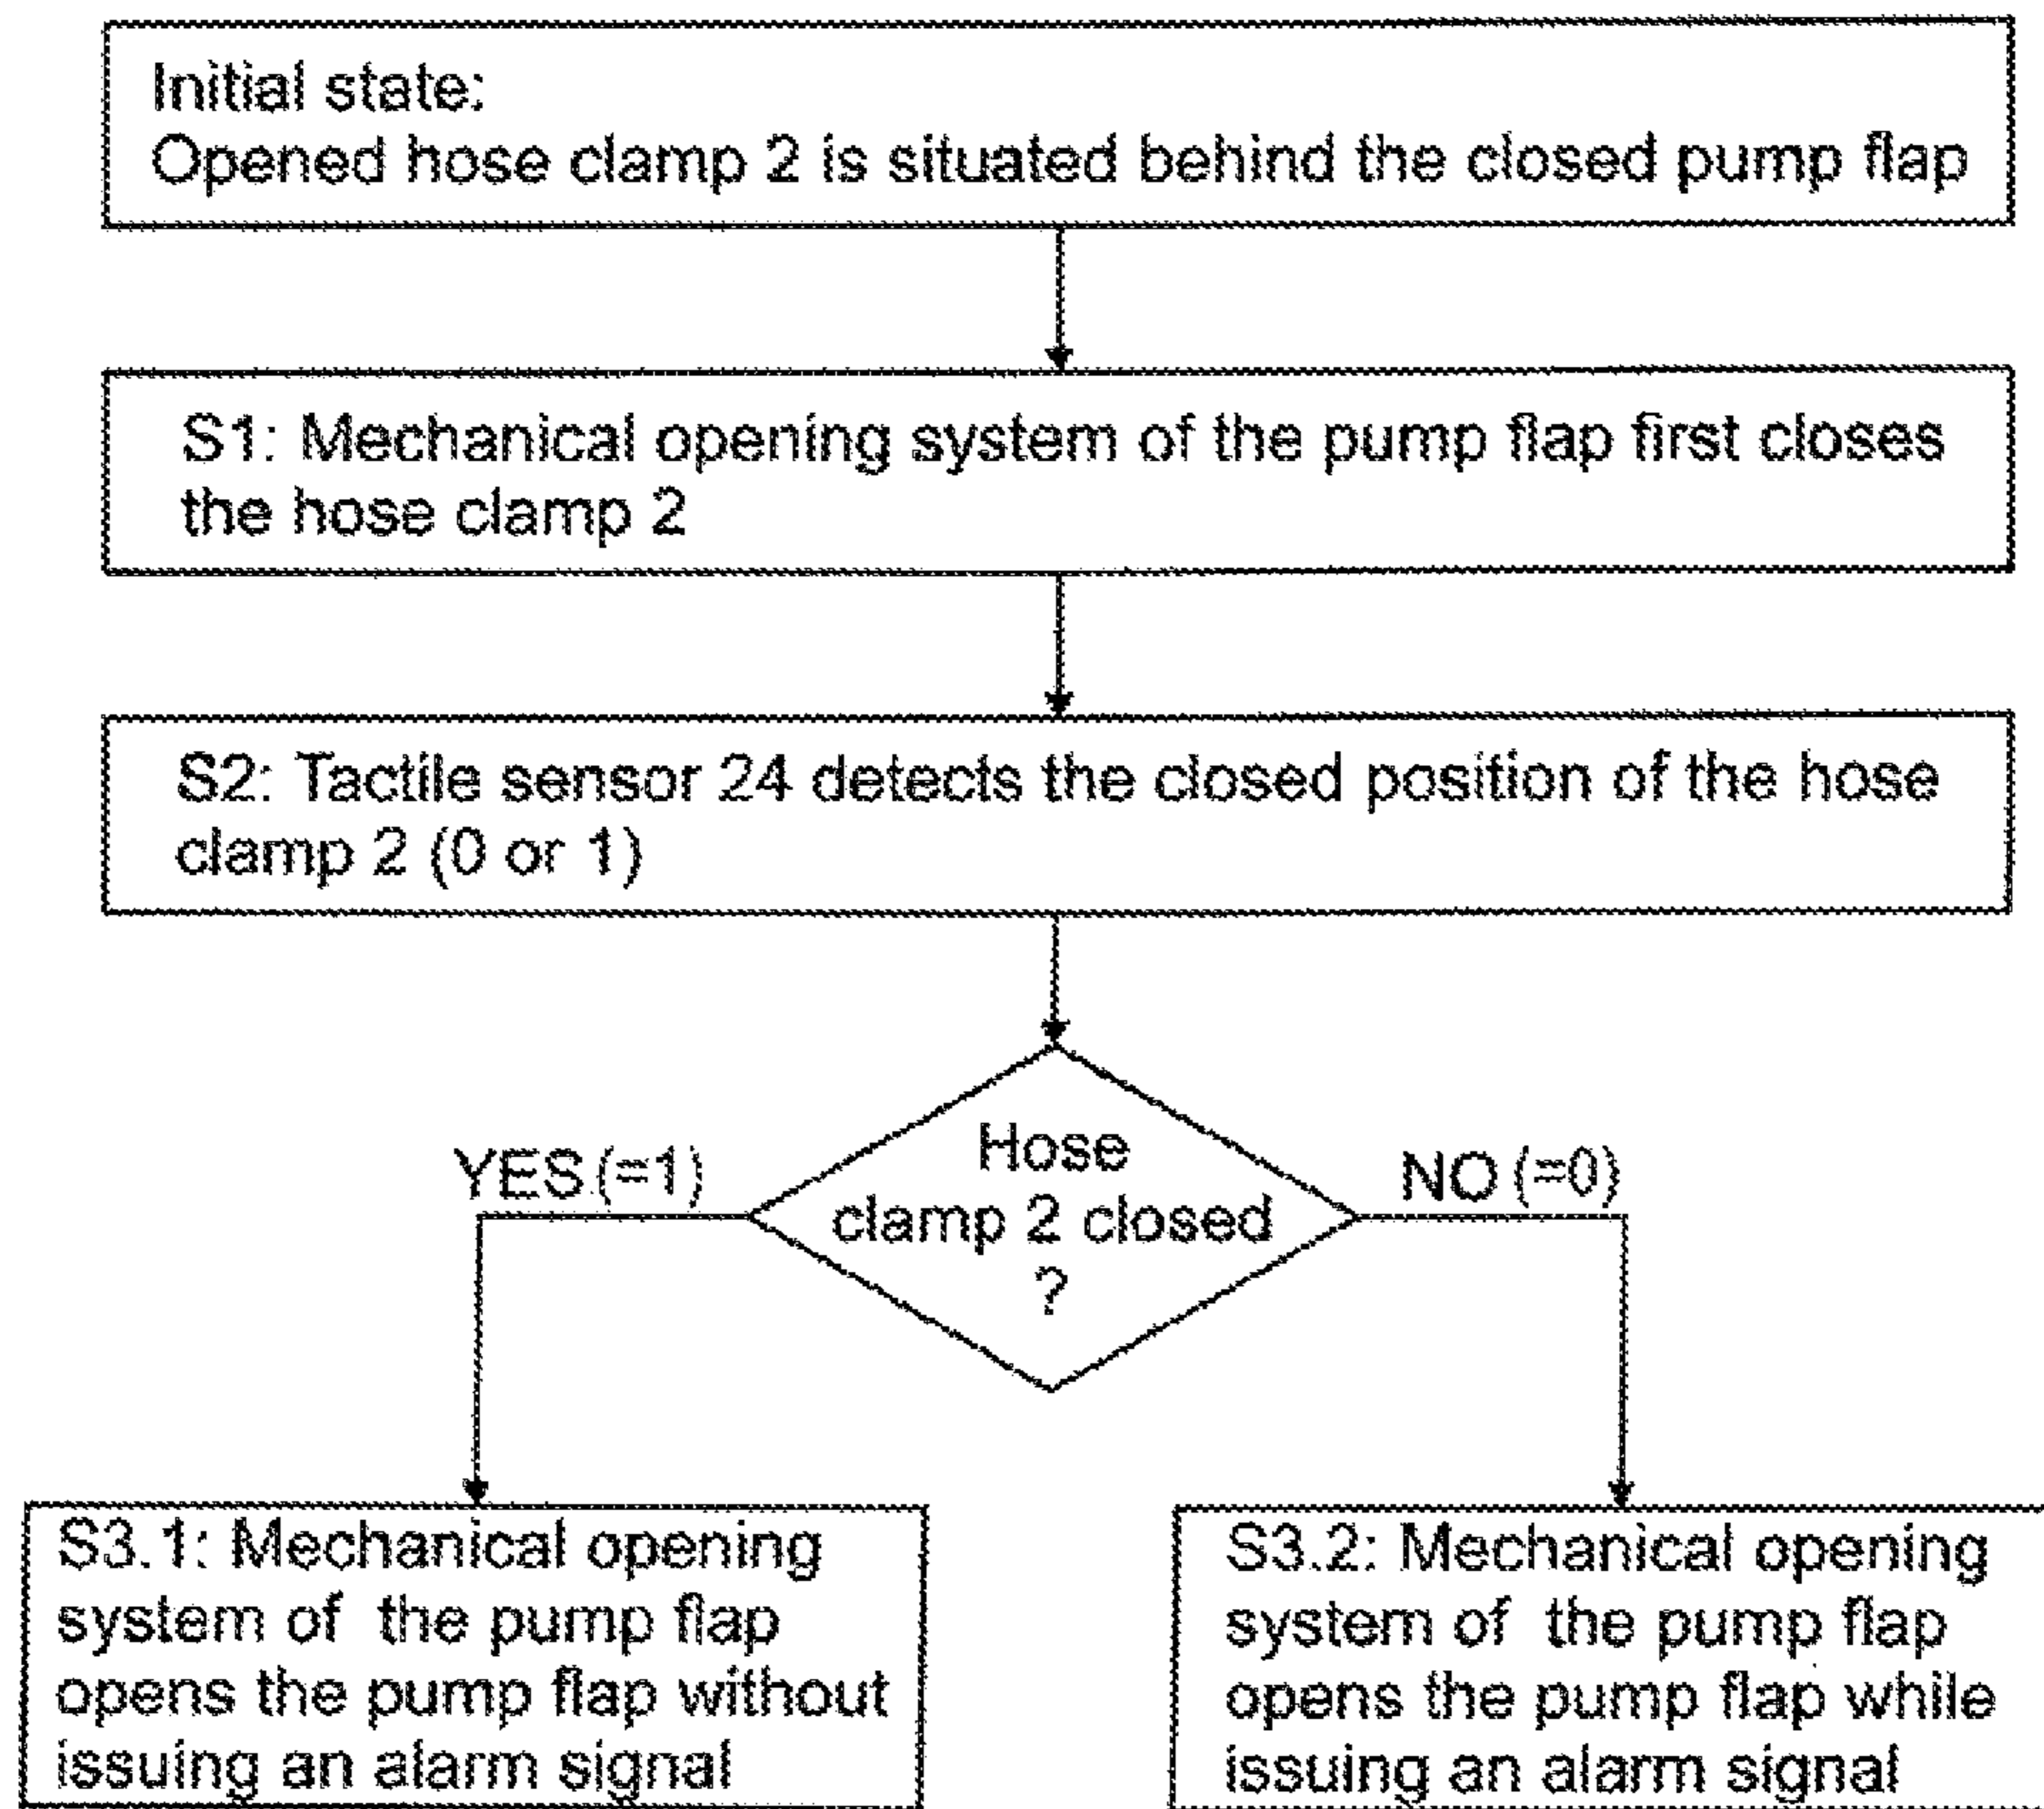 Initial state:
Opened hose clamp 2 is situated behind the closed pump flap
S1: Mechanical opening system of the pump flap first closes
the hose clamp 2
S2: Tactile sensor 24 detects the closed position of the hose
clamp 2 (0 or 1)
Hose
clamp 2 closed
?
YES (=1)
NO (=0)
S3.1: Mechanical opening
system of the pump flap
opens the pump flap without
issuing an alarm signal
S3.2: Mechanical opening
system of the pump flap
opens the pump flap while
issuing an alarm signal